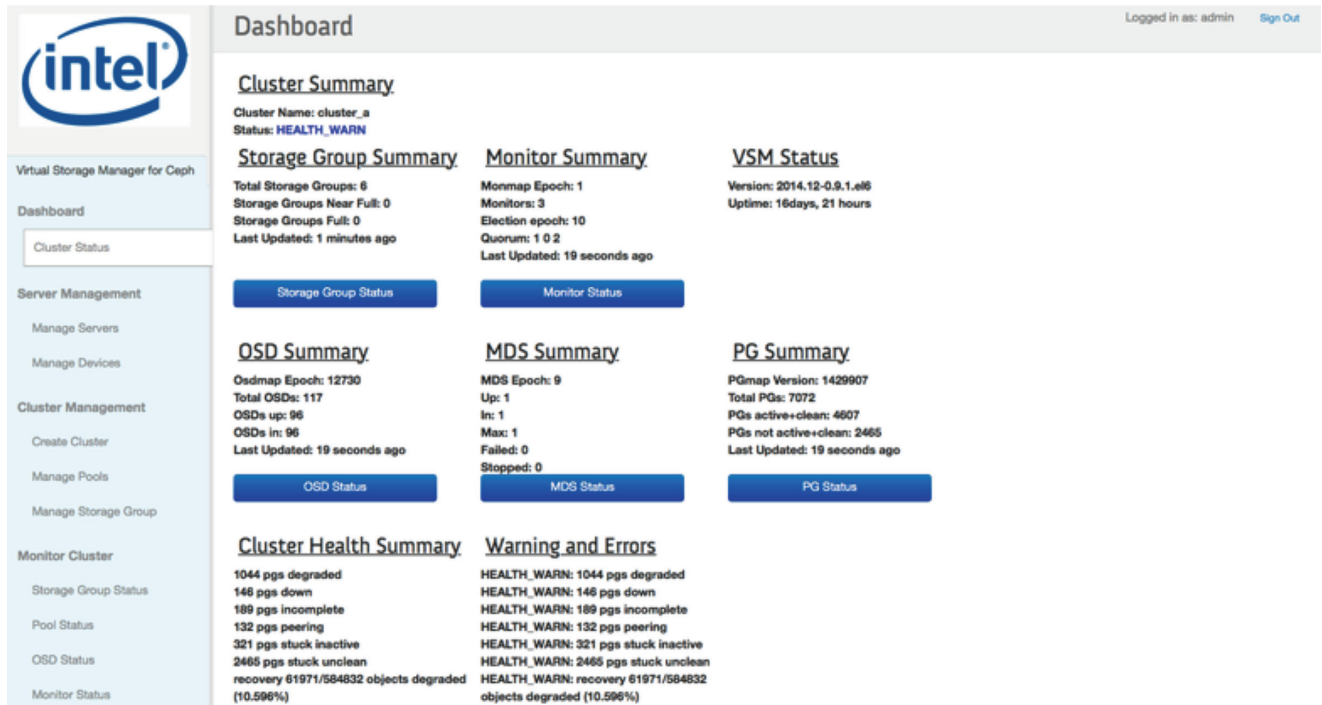 intel
Virtual Storage Manager for Ceph
Dashboard
Cluster Status
Server Management
Manage Servers
Manage Devices
Cluster Management
Create Cluster
Manage Pools
Manage Storage Group
Monitor Cluster
Storage Group Status
Pool Status
OSD Status
Monitor Status
Dashboard
Logged in as: admin
Sign Out
Cluster Summary
Cluster Name: cluster_a
Status: HEALTH_WARN
Storage Group Summary
Total Storage Groups: 6
Storage Groups Near Full: 0
Storage Groups Full: 0
Last Updated: 1 minutes ago
Storage Group Status
Monitor Summary
Monmap Epoch: 1
Monitors: 3
Election epoch: 10
Quorum: 1 0 2
Last Updated: 19 seconds ago
Monitor Status
VSM Status
Version: 2014.12-0.9.1.el6
Uptime: 16days, 21 hours
OSD Summary
Osdmap Epoch: 12730
Total OSDs: 117
OSDs up: 96
OSDs in: 96
Last Updated: 19 seconds ago
OSD Status
MDS Summary
MDS Epoch: 9
Up: 1
In: 1
Max: 1
Failed: 0
Stopped: 0
MDS Status
PG Summary
PGmap Version: 1429907
Total PGs: 7072
PGs active+clean: 4607
PGs not active+clean: 2465
Last Updated: 19 seconds ago
PG Status
Cluster Health Summary
1044 pgs degraded
146 pgs down
189 pgs incomplete
132 pgs peering
321 pgs stuck inactive
2465 pgs stuck unclean
recovery 61971/584832 objects degraded
(10.596%)
Warning and Errors
HEALTH_WARN: 1044 pgs degraded
HEALTH_WARN: 146 pgs down
HEALTH_WARN: 189 pgs incomplete
HEALTH_WARN: 132 pgs peering
HEALTH_WARN: 321 pgs stuck inactive
HEALTH_WARN: 2465 pgs stuck unclean
HEALTH_WARN: recovery 61971/584832
objects degraded (10.596%)